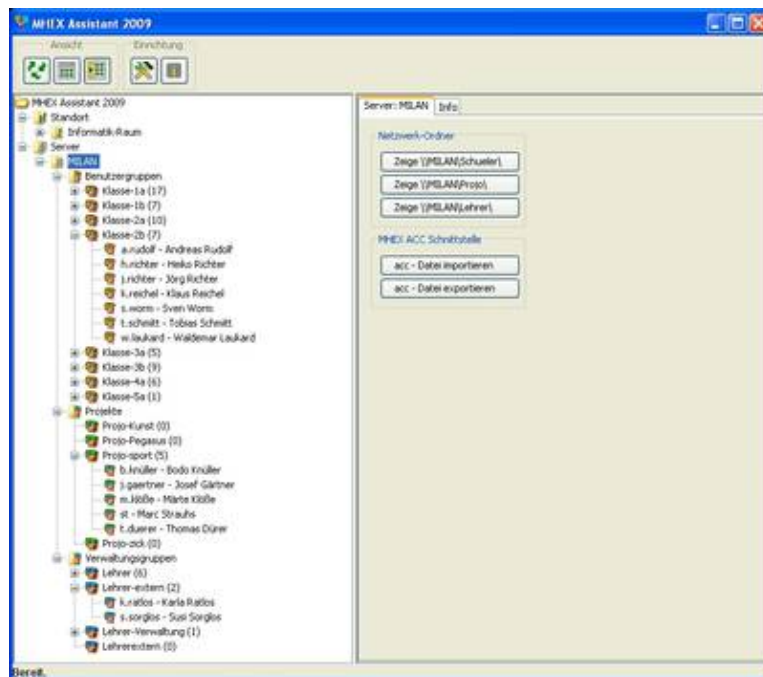 MHEX Assistant 2009
Ansicht Einrichtung
MHEX Assistant 2009
Standort
Informatik-Raum
Server
MILAN
Benutzergruppen
Klasse-1a (17)
Klasse-1b (7)
Klasse-2a (10)
Klasse-2b (7)
a.rudolf - Andreas Rudolf
h.richter - Heiko Richter
j.richter - Jörg Richter
k.reichel - Klaus Reichel
s.worm - Sven Worm
t.schmitt - Tobias Schmitt
w.laukard - Waldemar Laukard
Klasse-3a (5)
Klasse-3b (9)
Klasse-4a (6)
Klasse-5a (1)
Projekte
Projo-Kunst (0)
Projo-Pegasus (0)
Projo-sport (5)
b.knüller - Bodo Knüller
j.gaertner - Josef Gärtner
m.klöße - Märte Klöße
st - Marc Strauhs
t.duerer - Thomas Dürer
Projo-zick (0)
Verwaltungsgruppen
Lehrer (6)
Lehrer-extern (2)
k.ratlos - Karla Ratlos
s.sorglos - Susi Sorglos
Lehrer-Verwaltung (1)
Lehrerextern (0)
Server: MILAN Info
Netzwerk-Ordner
Zeige \\MILAN\Schueler\
Zeige \\MILAN\Projo\
Zeige \\MILAN\Lehrer\
MHEX ACC Schnittstelle
acc - Datei importieren
acc - Datei exportieren
Bereit.